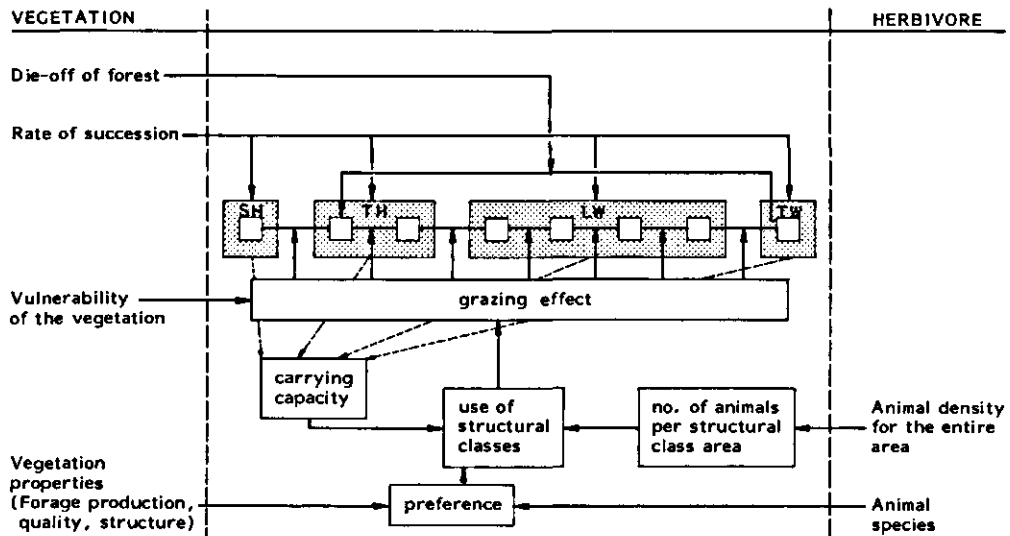 VEGETATION
HERBIVORE
Die-off of forest
Rate of succession
SH
TH
LW
TW
Vulnerability
of the vegetation
grazing effect
carrying
capacity
use of
structural
classes
no. of animals
per structural
class area
Animal density
for the entire
area
Vegetation
properties
(Forage production,
quality, structure)
preference
Animal
species